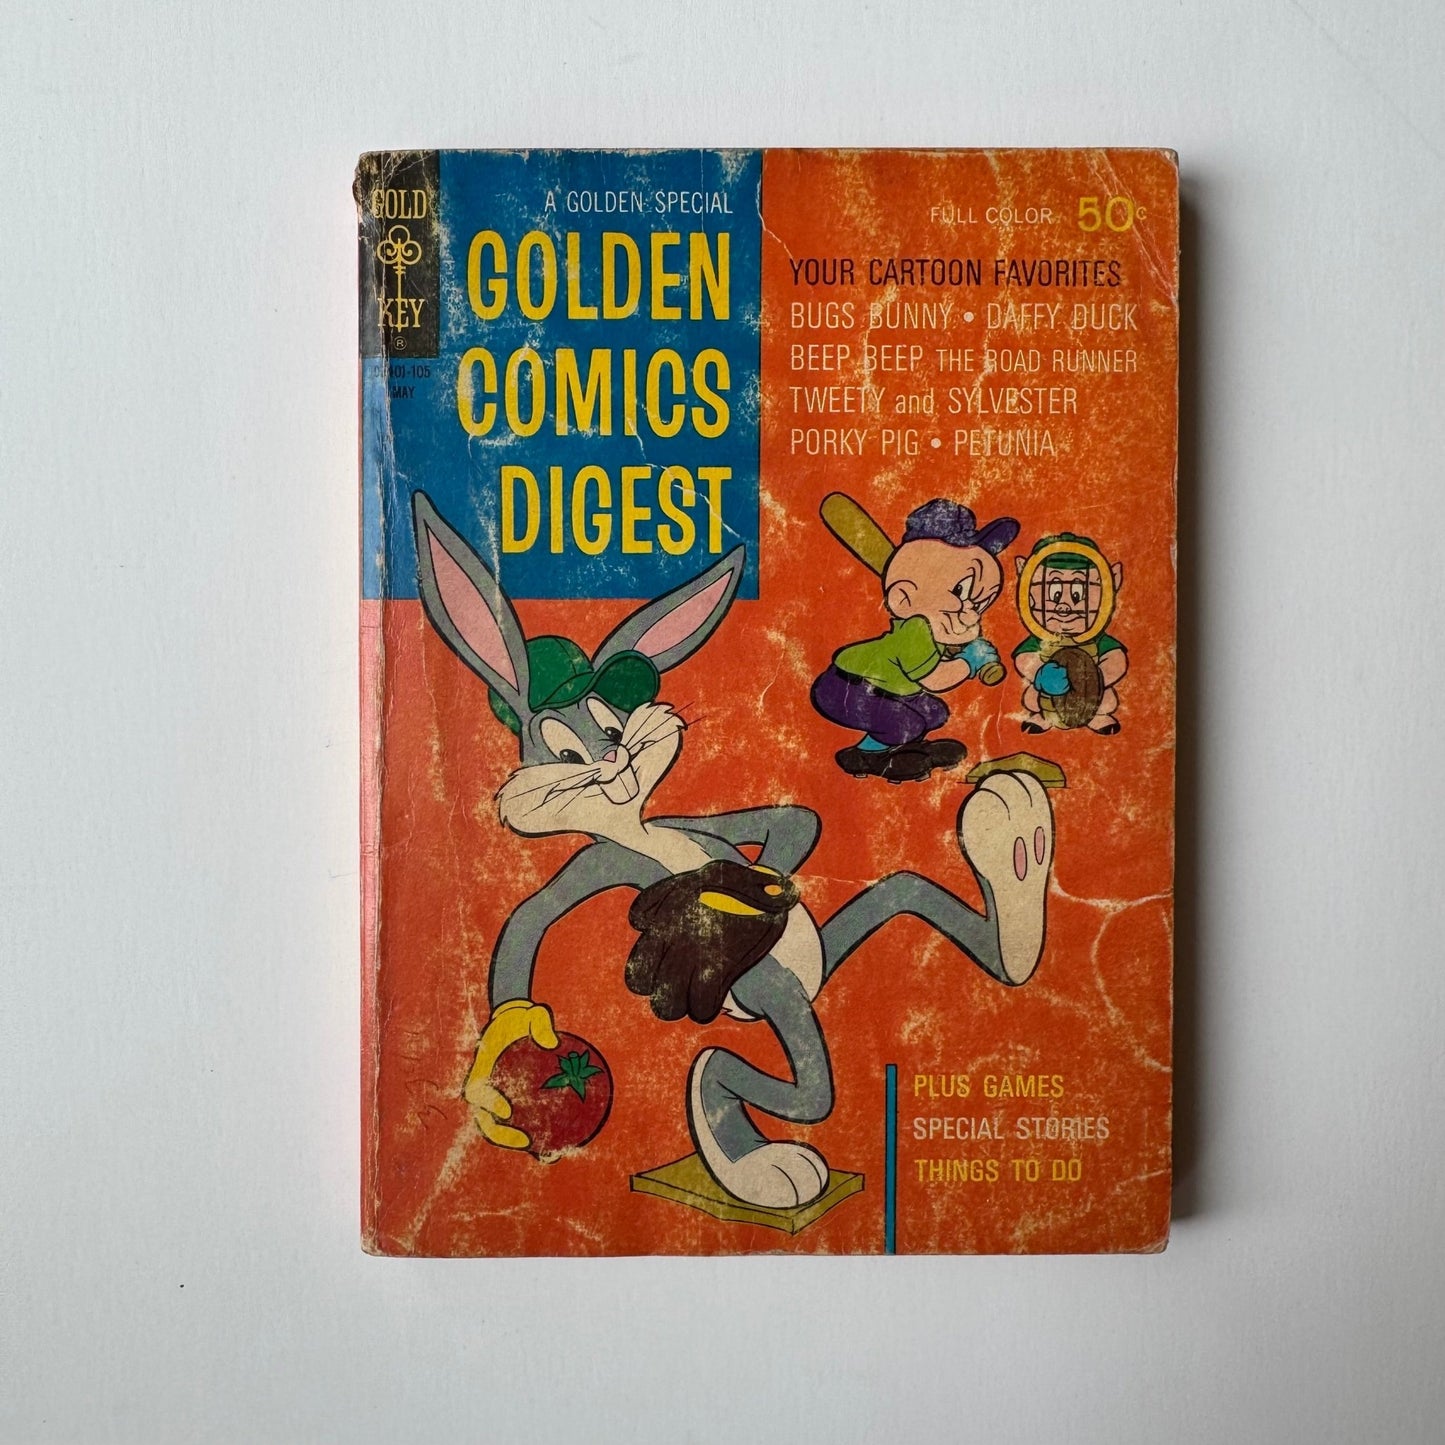 GOLD
KEY
®
MAY
A GOLDEN SPECIAL
GOLDEN
COMICS
DIGEST
FULL COLOR 50¢
YOUR CARTOON FAVORITES
BUGS BUNNY • DAFFY DUCK
BEEP BEEP THE ROAD RUNNER
TWEETY and SYLVESTER
PORKY PIG • PETUNIA
PLUS GAMES
SPECIAL STORIES
THINGS TO DO